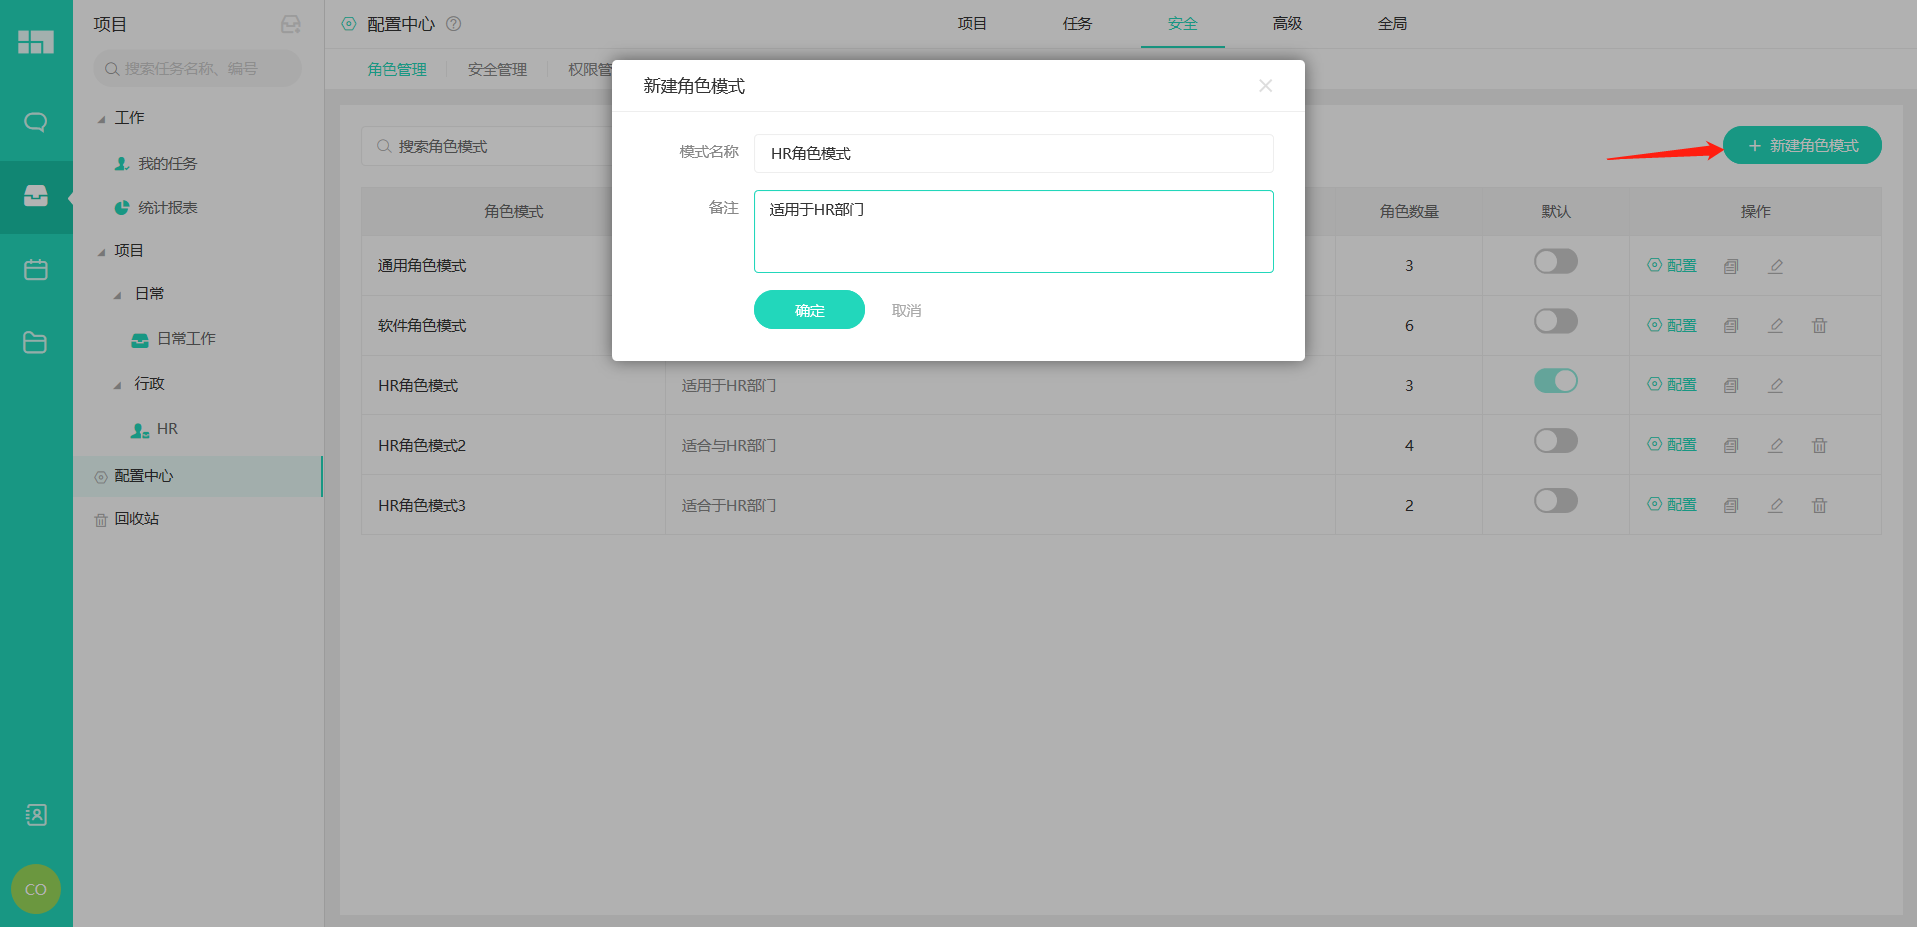 项目
搜索任务名称、编号
工作
我的任务
统计报表
项目
日常
日常工作
行政
HR
配置中心
回收站
CO
配置中心
项目
任务
安全
高级
全局
角色管理
安全管理
权限管
新建角色模式
模式名称
HR角色模式
备注
适用于HR部门
确定
取消
搜索角色模式
新建角色模式
角色模式
角色数量
默认
操作
通用角色模式
3
配置
软件角色模式
6
配置
HR角色模式
适用于HR部门
3
配置
HR角色模式2
适合与HR部门
4
配置
HR角色模式3
适合于HR部门
2
配置